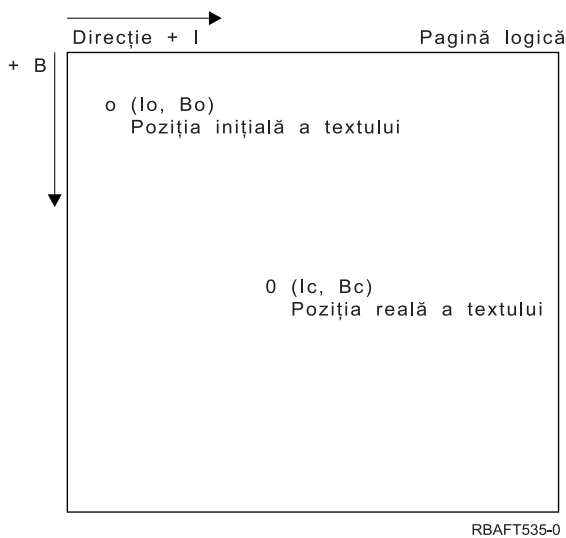 Direcție + I
Pagină logică
+ B
o (Io, Bo)
Poziția inițială a textului
0 (Ic, Bc)
Poziția reală a textului
RBAFT535-0